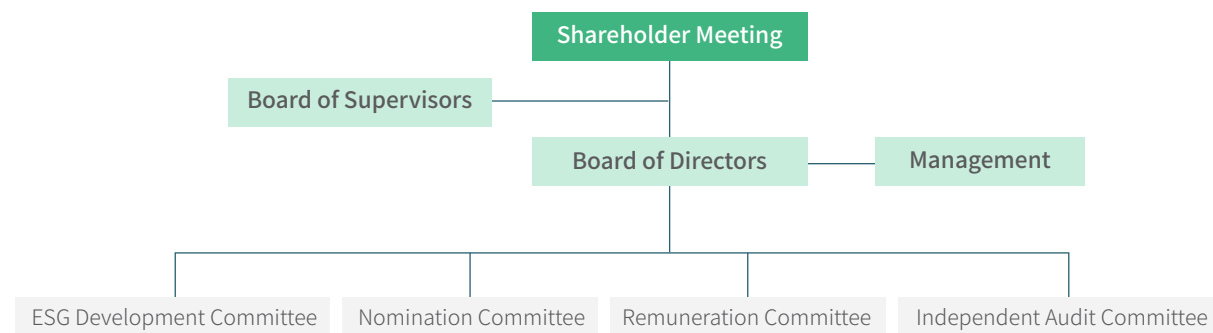 Shareholder Meeting
Board of Supervisors
Board of Directors
Management
ESG Development Committee
Nomination Committee
Remuneration Committee
Independent Audit Committee